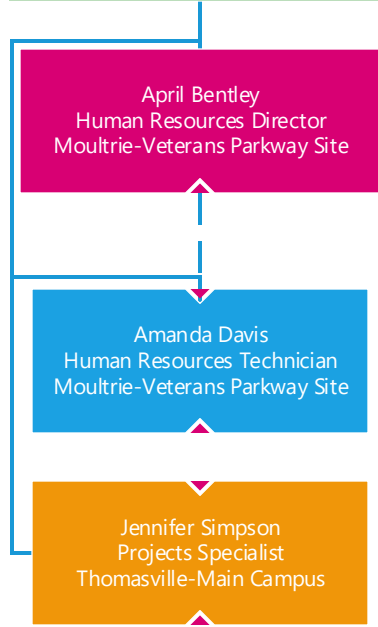 April Bentley
Human Resources Director
Moultrie-Veterans Parkway Site
Amanda Davis
Human Resources Technician
Moultrie-Veterans Parkway Site
Jennifer Simpson
Projects Specialist
Thomasville-Main Campus